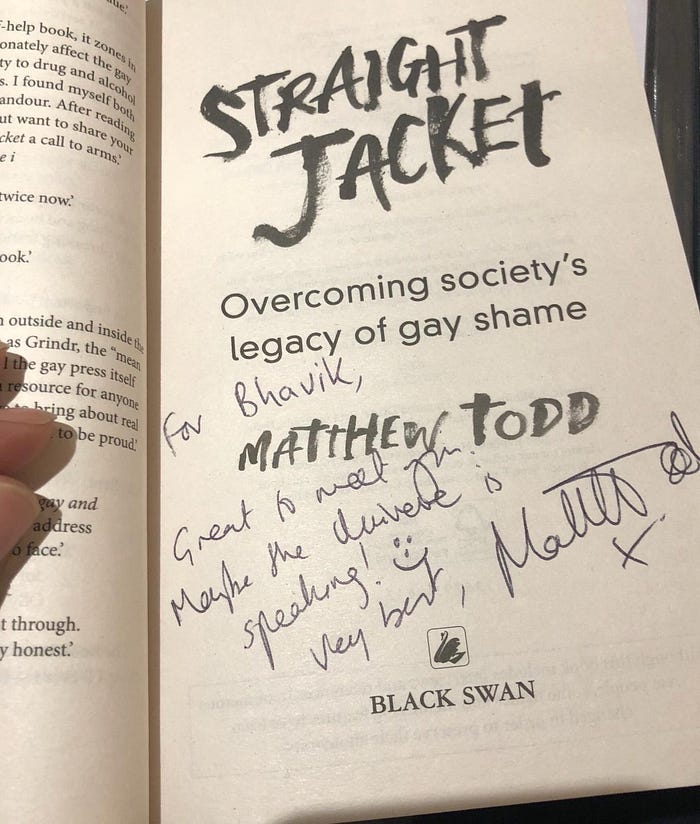 ue,'
-help book, it zones in
onately affect the gay
ty to drug and alcohol
s. I found myself both
andour. After reading
ut want to share your
cket a call to arms.'
e i
twice now.'
ook.'
n outside and inside the
as Grindr, the "mean
l the gay press itself
resource for anyone
bring about real
to be proud.'
gay and
address
o face.'
t through.
y honest.'
STRAIGHT
JACKET
Overcoming society's
legacy of gay shame
For Bhavik,
MATTHEW TODD
Great to meet you.
Maybe the universe is
speaking!
Very best,
Matthew Todd
X
BLACK SWAN